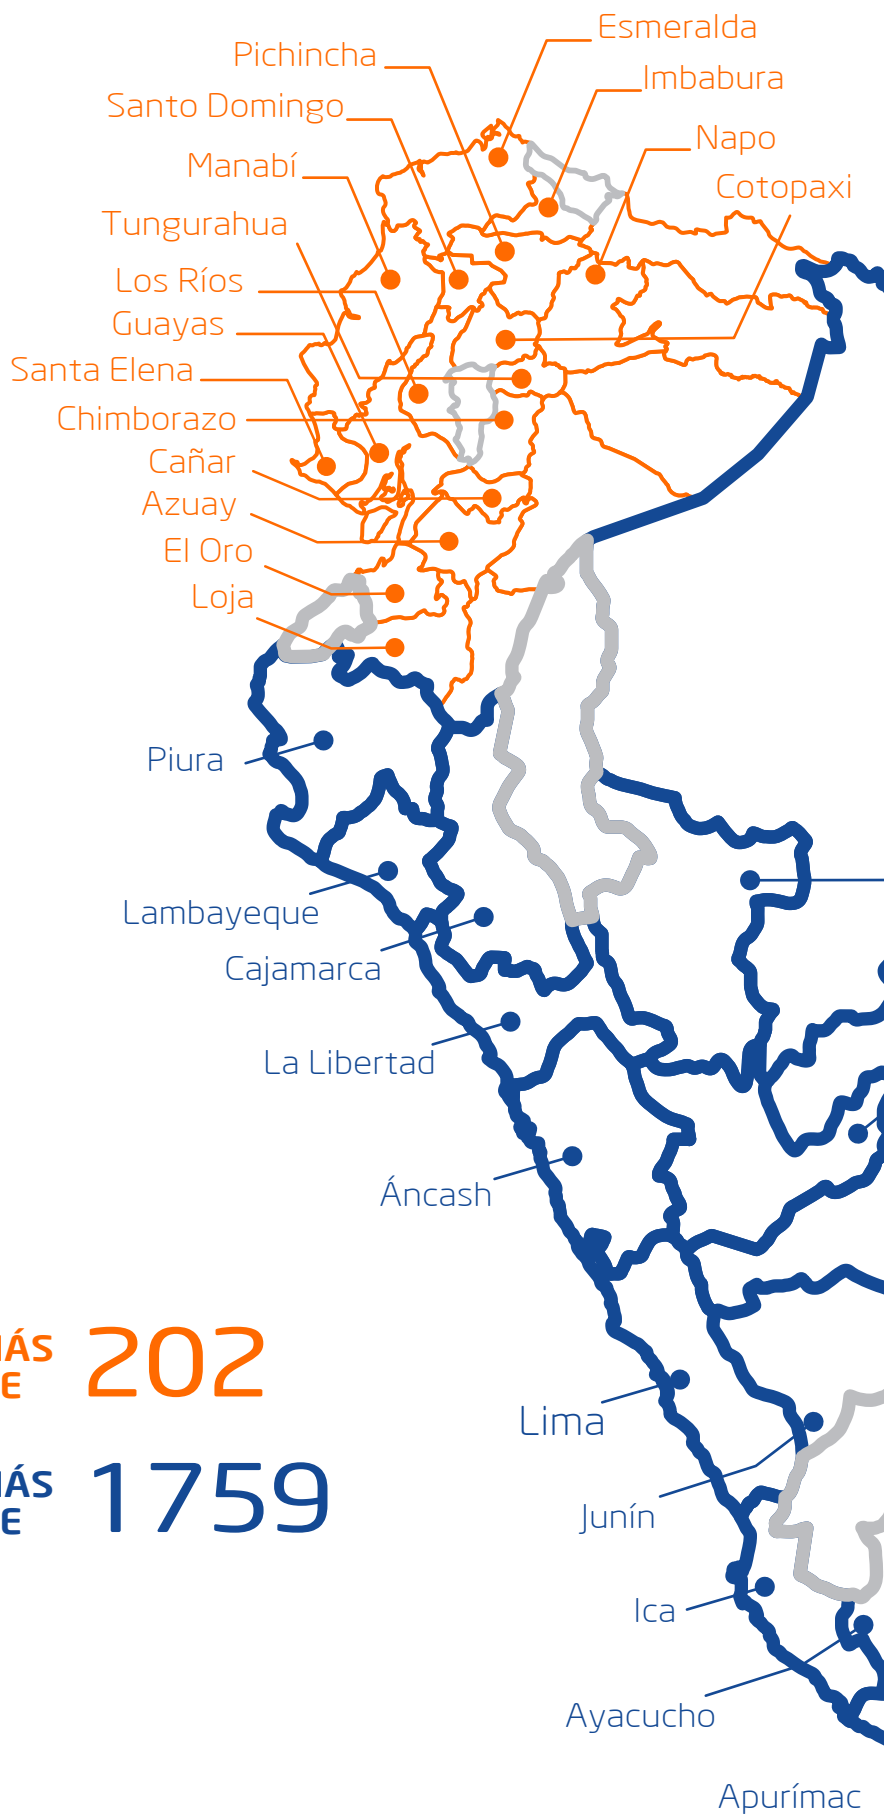 Esmeralda
Pichincha
Imbabura
Santo Domingo
Napo
Manabí
Cotopaxi
Tungurahua
Los Ríos
Guayas
Santa Elena
Chimborazo
Cañar
Azuay
El Oro
Loja
Piura
Lambayeque
Cajamarca
La Libertad
Áncash
202
1759
Lima
Junín
Ica
Ayacucho
Apurímac